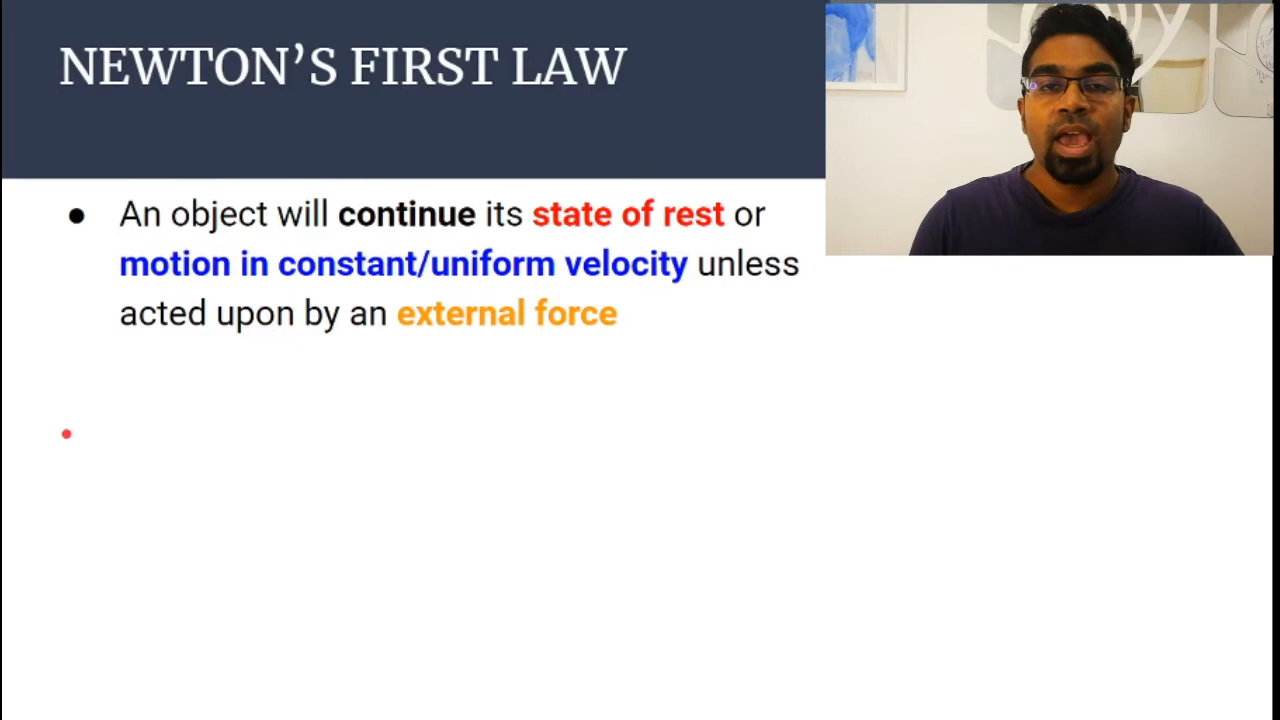 NEWTON’S FIRST LAW
● An object will continue its state of rest or
motion in constant/uniform velocity unless
acted upon by an external force